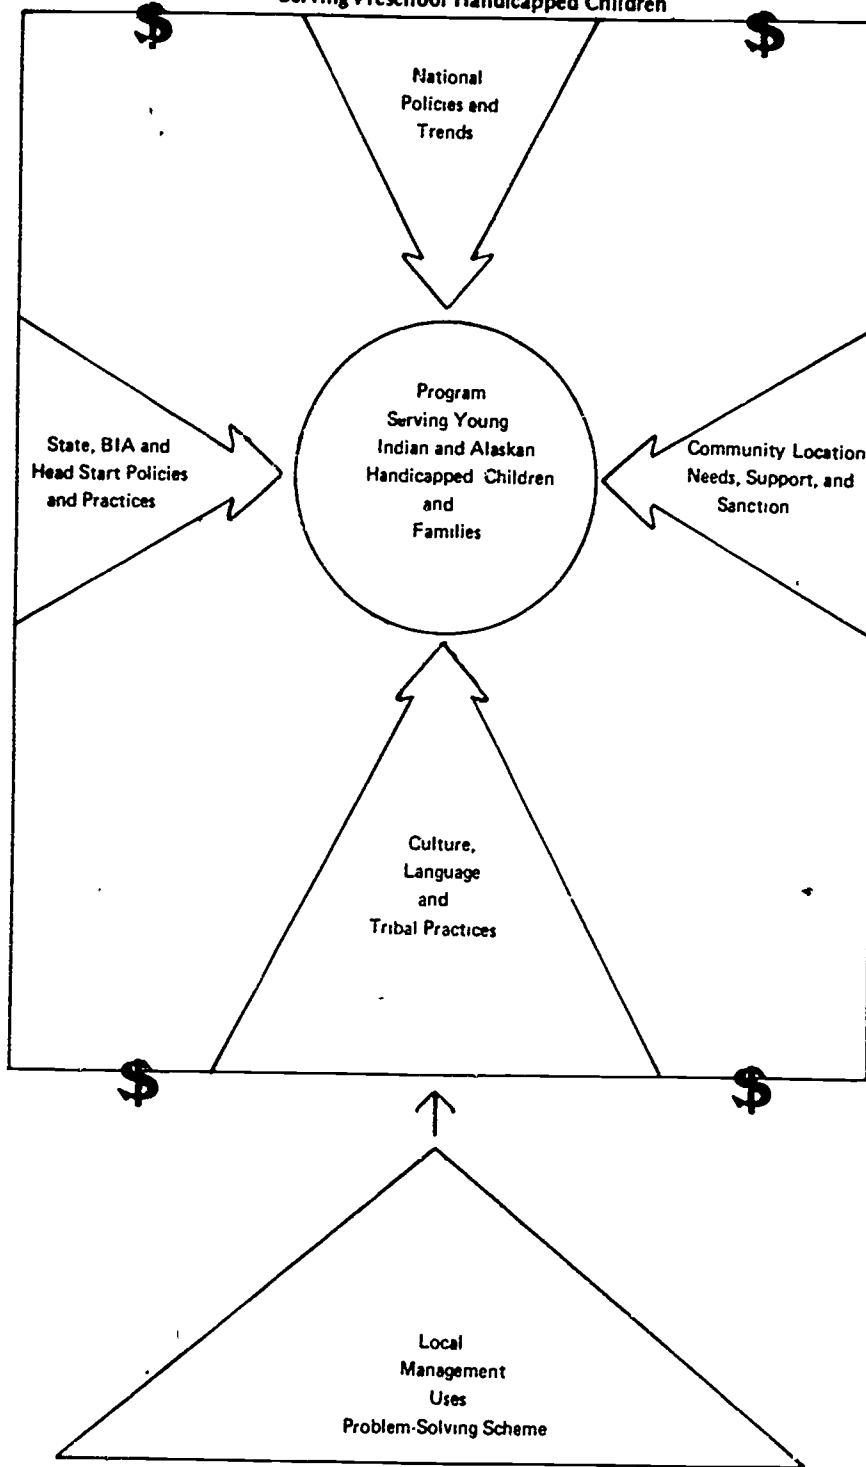 Serving Preschool Handicapped Children
$ $
National
Policies and
Trends
State, BIA and
Head Start Policies
and Practices
Program
Serving Young
Indian and Alaskan
Handicapped Children
and
Families
Community Location
Needs, Support, and
Sanction
Culture,
Language
and
Tribal Practices
$ $
Local
Management
Uses
Problem-Solving Scheme